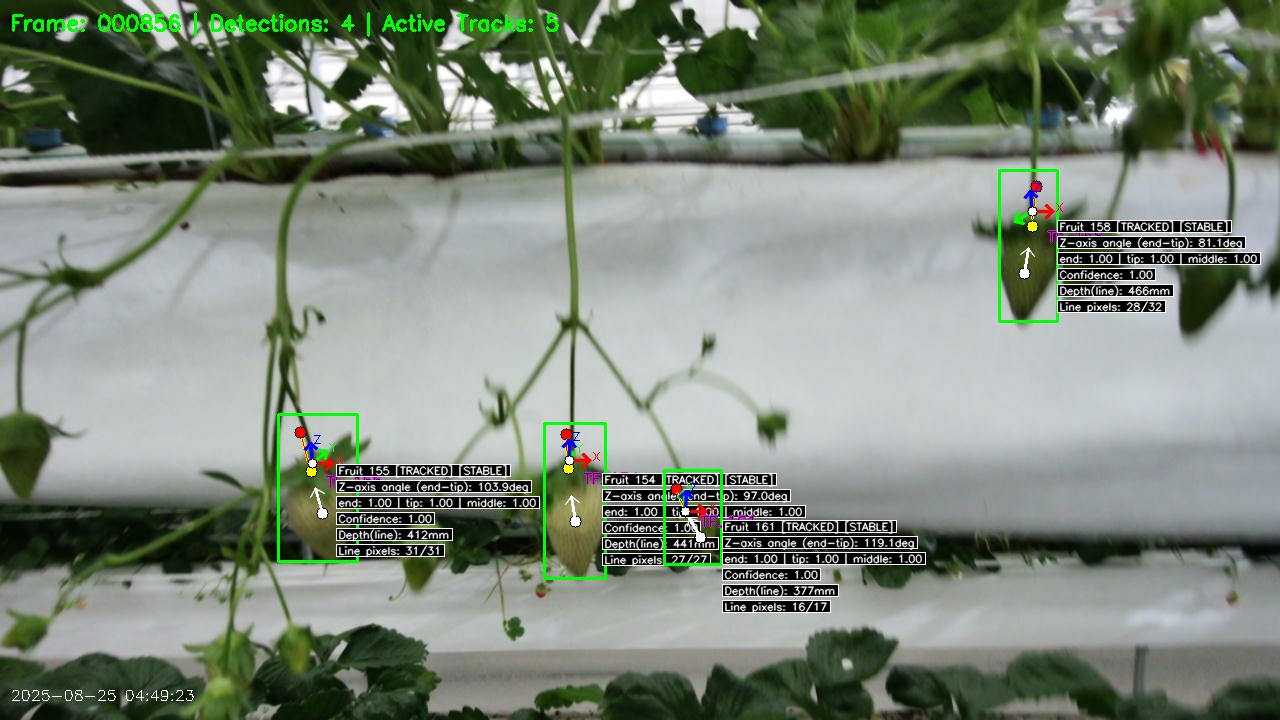 Frame: 000856 | Detections: 4 | Active Tracks: 5
X
Fruit 158 [TRACKED] [STABLE]
Z-axis angle (end-tip): 81.1deg
end: 1.00 | tip: 1.00 | middle: 1.00
Confidence: 1.00
Depth(line): 466mm
Line pixels: 28/32
Z
Fruit 155 [TRACKED] [STABLE]
Z-axis angle (end-tip): 103.9deg
end: 1.00 | tip: 1.00 | middle: 1.00
Confidence: 1.00
Depth(line): 412mm
Line pixels: 31/31
Z
X
Fruit 154 [TRACKED] [STABLE]
Z-axis angle (end-tip): 97.0deg
end: 1.00 | tip: 1.00 | middle: 1.00
Confidence: 1.00
Depth(line): 441mm
Line pixels: 27/27
Fruit 161 [TRACKED] [STABLE]
Z-axis angle (end-tip): 119.1deg
end: 1.00 | tip: 1.00 | middle: 1.00
Confidence: 1.00
Depth(line): 377mm
Line pixels: 16/17
2025-08-25 04:49:23